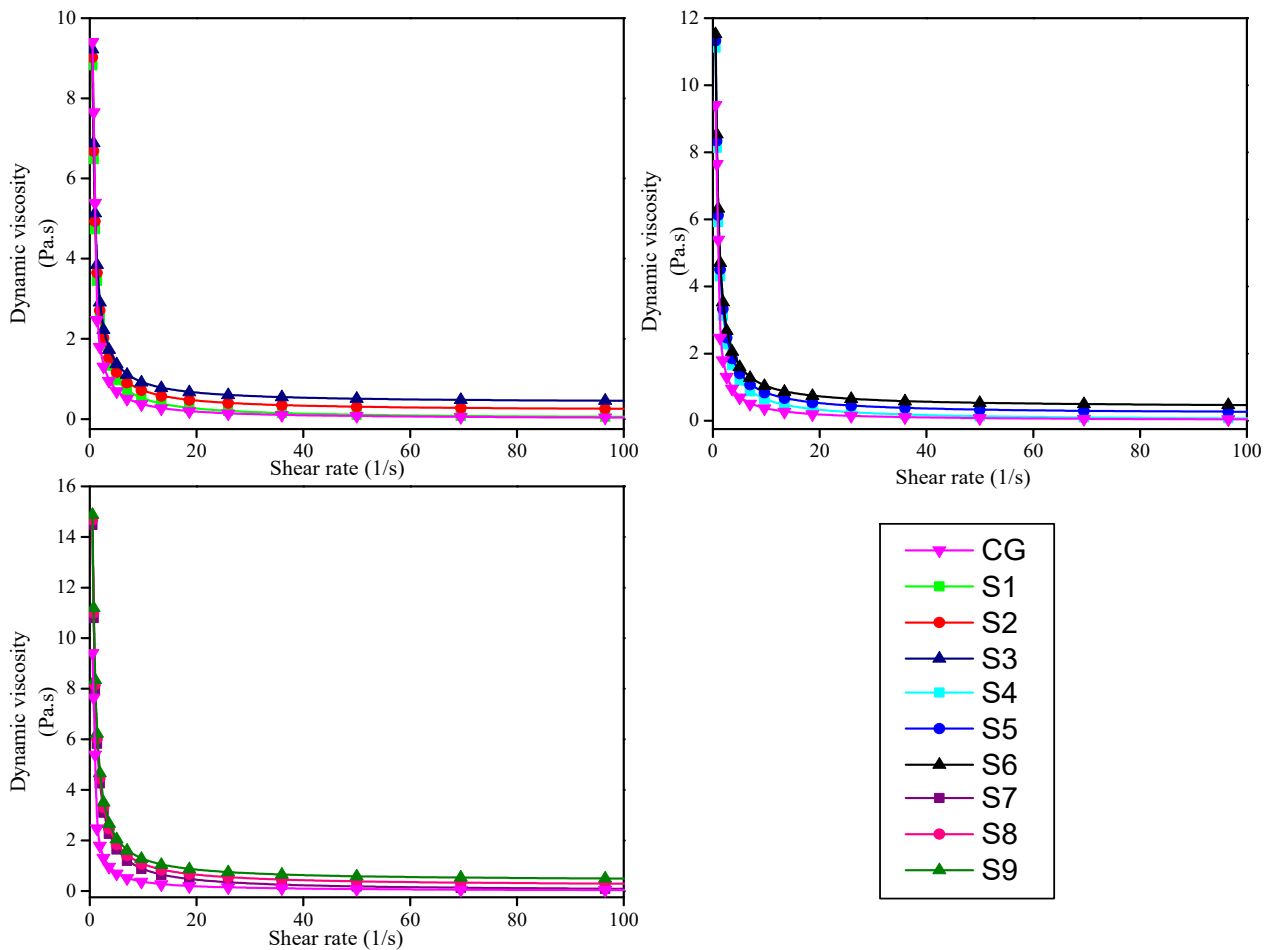 10
8
6
4
2
0
Dynamic viscosity
(Pa.s)
0
20
40
60
80
100
Shear rate (1/s)
12
10
8
6
4
2
0
Dynamic viscosity
(Pa.s)
0
20
40
60
80
100
Shear rate (1/s)
16
14
12
10
8
6
4
2
0
Dynamic viscosity
(Pa.s)
0
20
40
60
80
100
Shear rate (1/s)
CG
S1
S2
S3
S4
S5
S6
S7
S8
S9